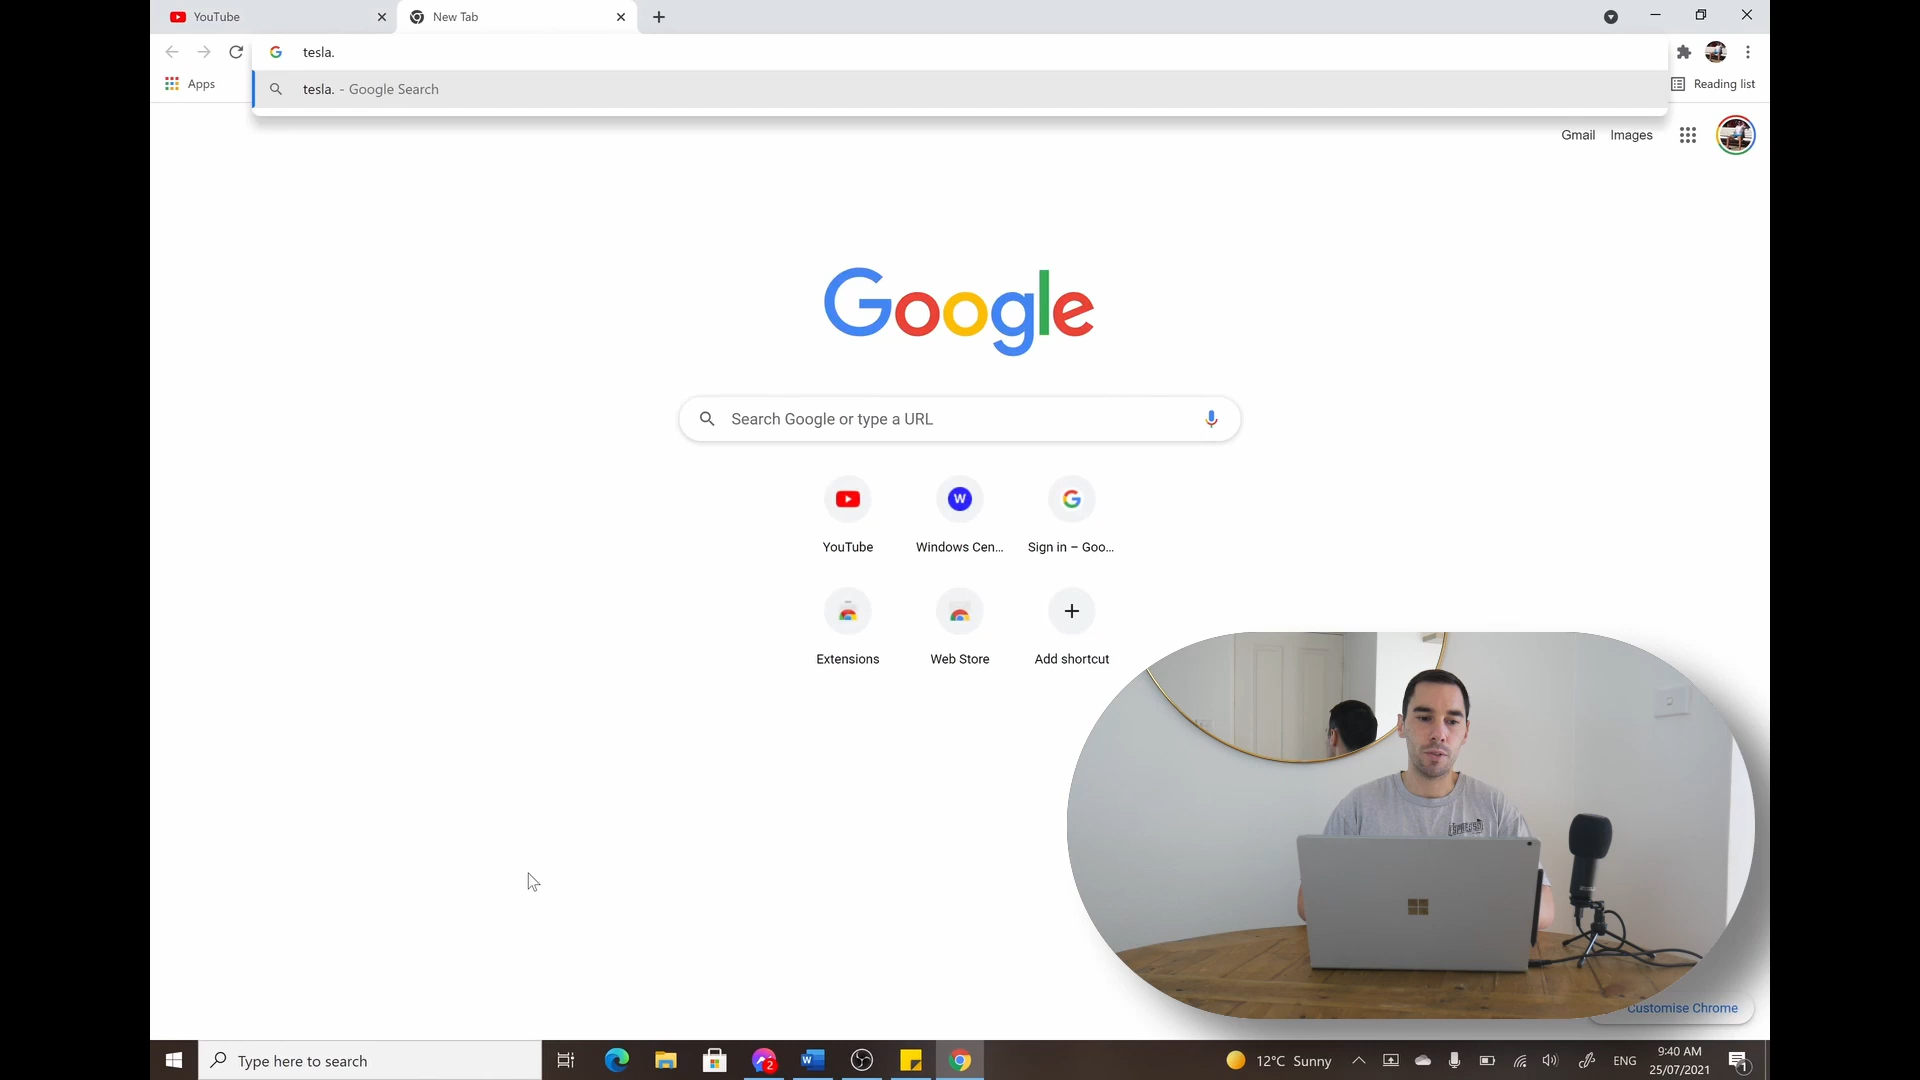 YouTube
New Tab
tesla.
Apps
tesla. - Google Search
Reading list
Gmail
Images
Google
Search Google or type a URL
YouTube
Windows Cen...
Sign in – Goo...
Extensions
Web Store
Add shortcut
Customise Chrome
Type here to search
2
12°C Sunny
ENG
9:40 AM
25/07/2021
1